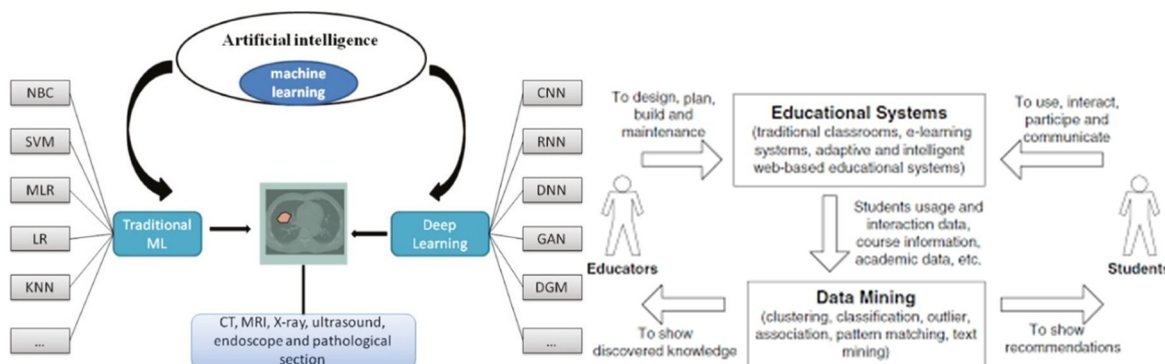 Artificial intelligence
machine
learning
NBC
SVM
MLR
LR
KNN
...
Traditional
ML
Deep
Learning
CNN
RNN
DNN
GAN
DGM
...
CT, MRI, X-ray, ultrasound,
endoscope and pathological
section
To design, plan,
build and
maintenance
Educational Systems
(traditional classrooms, e-learning
systems, adaptive and intelligent
web-based educational systems)
To use, interact,
participe and
communicate
Educators
Students usage and
interaction data,
course information,
academic data, etc.
Students
Data Mining
(clustering, classification, outlier,
association, pattern matching, text
mining)
To show
discovered knowledge
To show
recommendations